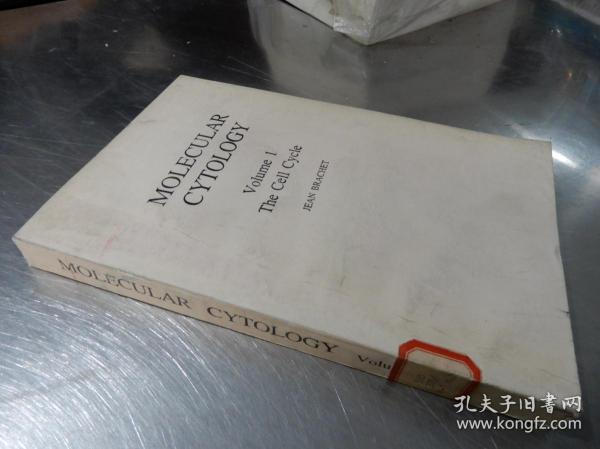 MOLECULAR
CYTOLOGY
Volume 1
The Cell Cycle
JEAN BRACHET
MOLECULAR CYTOLOGY
孔夫子旧书网
www.kongfz.com